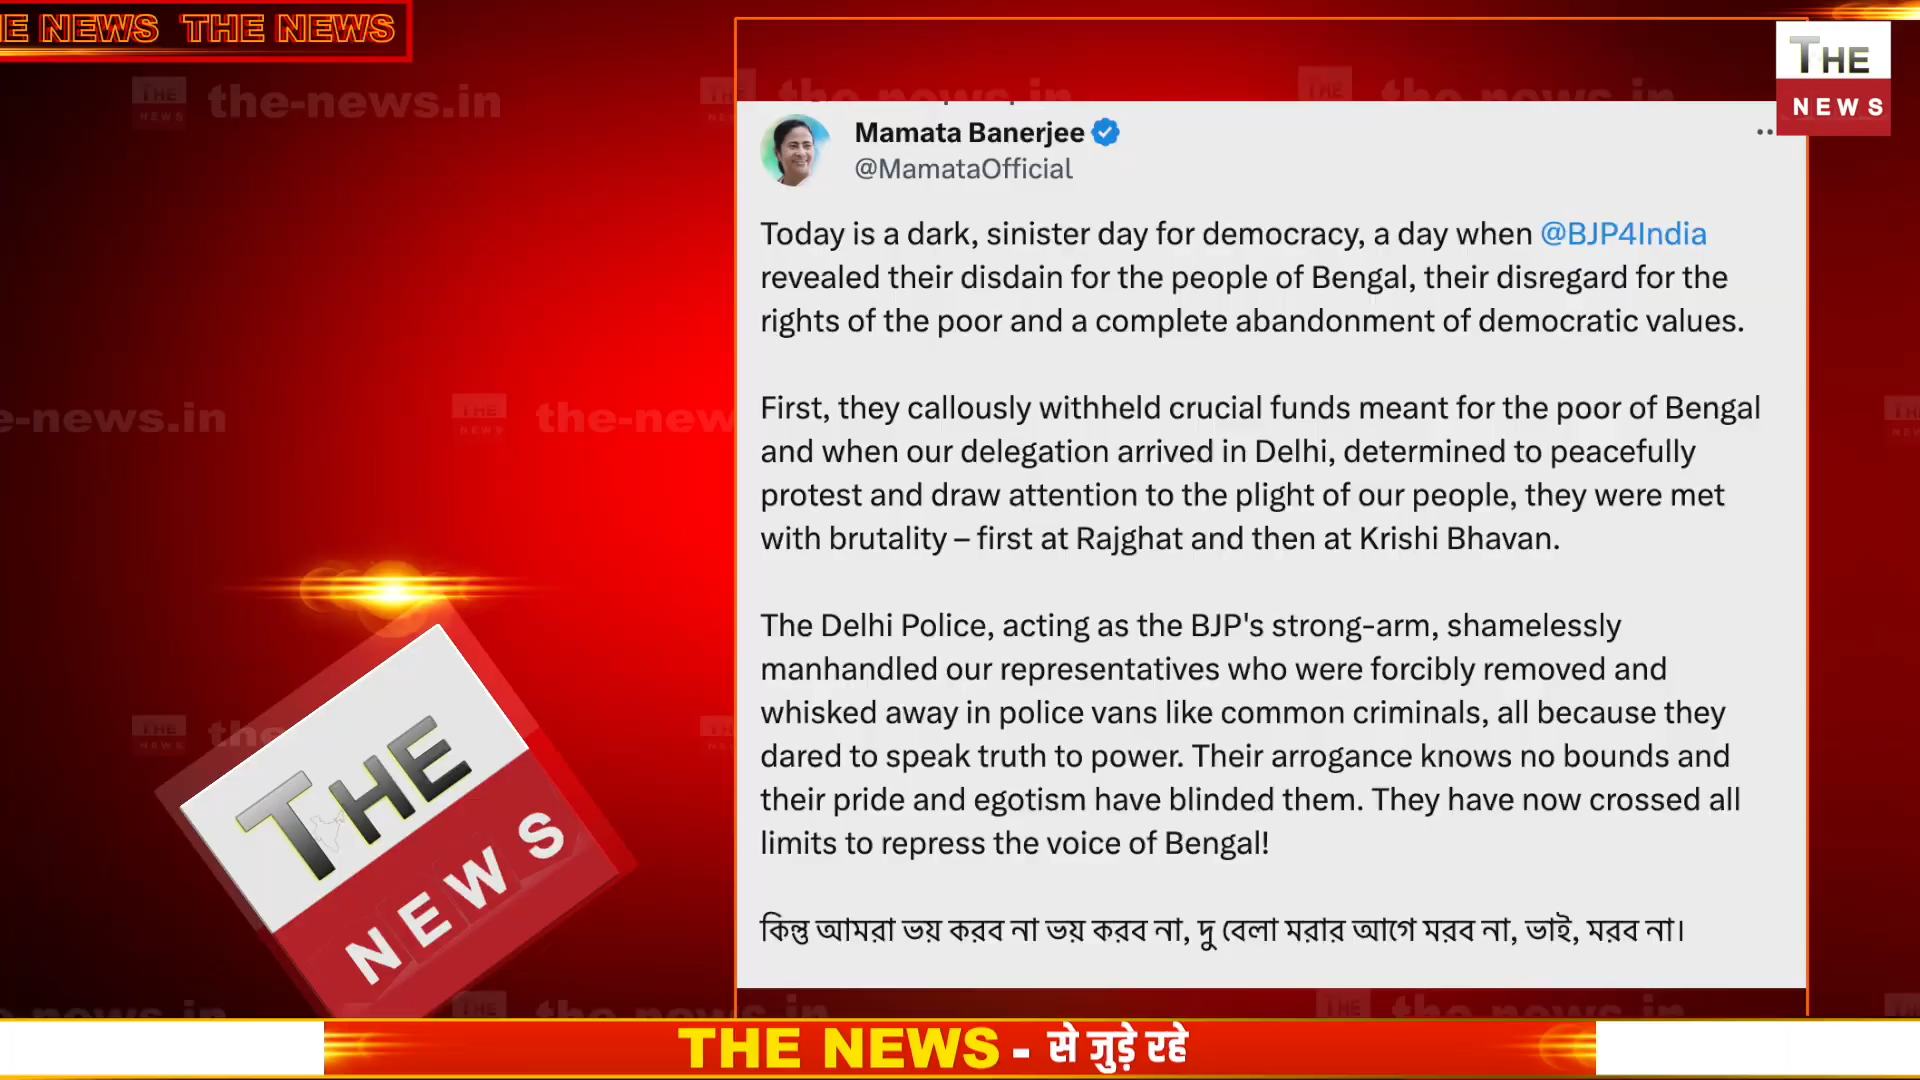 E NEWS THE NEWS
THE
NEWS
the-news.in
Mamata Banerjee
@MamataOfficial
Today is a dark, sinister day for democracy, a day when @BJP4India
revealed their disdain for the people of Bengal, their disregard for the
rights of the poor and a complete abandonment of democratic values.
First, they callously withheld crucial funds meant for the poor of Bengal
and when our delegation arrived in Delhi, determined to peacefully
protest and draw attention to the plight of our people, they were met
with brutality – first at Rajghat and then at Krishi Bhavan.
The Delhi Police, acting as the BJP's strong-arm, shamelessly
manhandled our representatives who were forcibly removed and
whisked away in police vans like common criminals, all because they
dared to speak truth to power. Their arrogance knows no bounds and
their pride and egotism have blinded them. They have now crossed all
limits to repress the voice of Bengal!
কিন্তু আমরা ভয় করব না ভয় করব না, দু বেলা মরার আগে মরব না, ভাই, মরব না।
THE
NEWS
THE NEWS - से जुड़े रहे